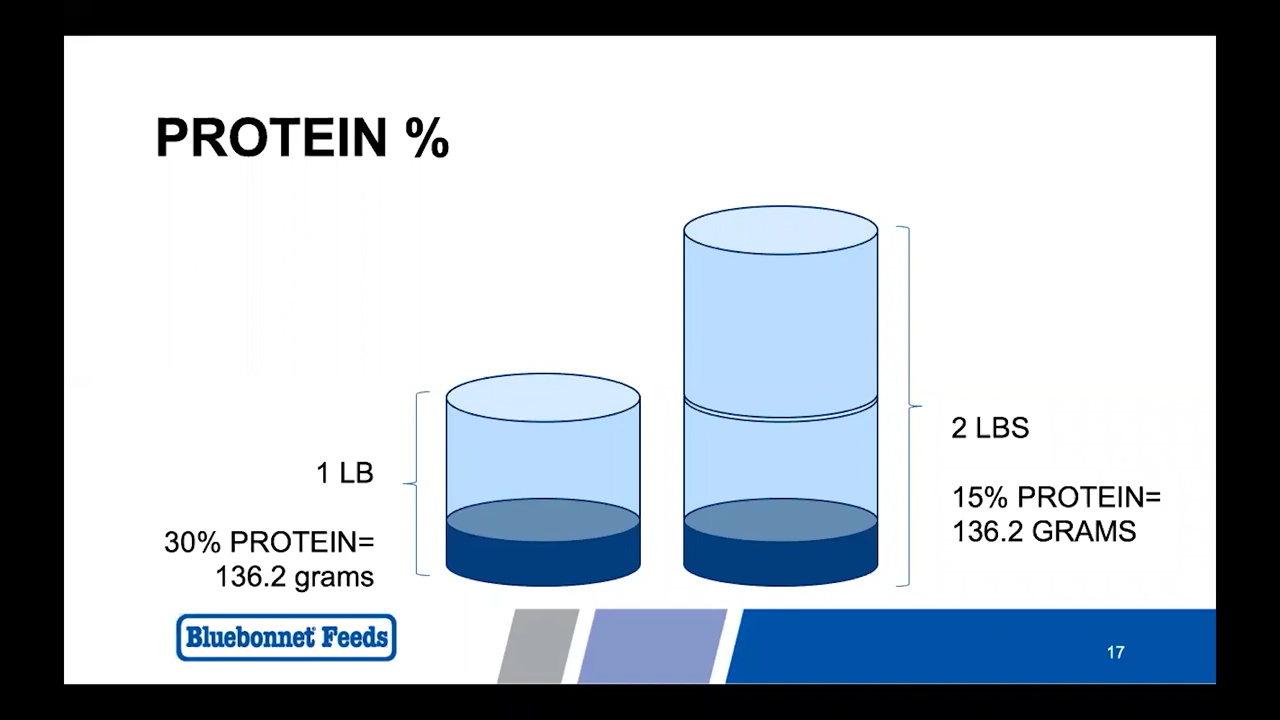 PROTEIN %
1 LB
30% PROTEIN=
136.2 grams
2 LBS
15% PROTEIN=
136.2 GRAMS
Bluebonnet® Feeds
17